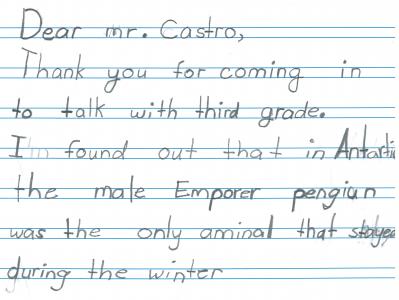 Dear mr. Castro,
Thank you for coming in
to talk with third grade.
I found out that in Antartic
the male Emporer pengiun
was the only aminal that stayed
during the winter